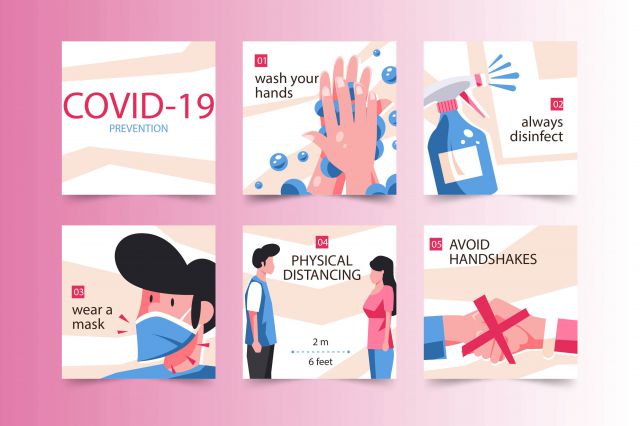 COVID-19
PREVENTION
01
wash your
hands
02
always
disinfect
03
wear a
mask
04
PHYSICAL
DISTANCING
2 m
6 feet
05
AVOID
HANDSHAKES